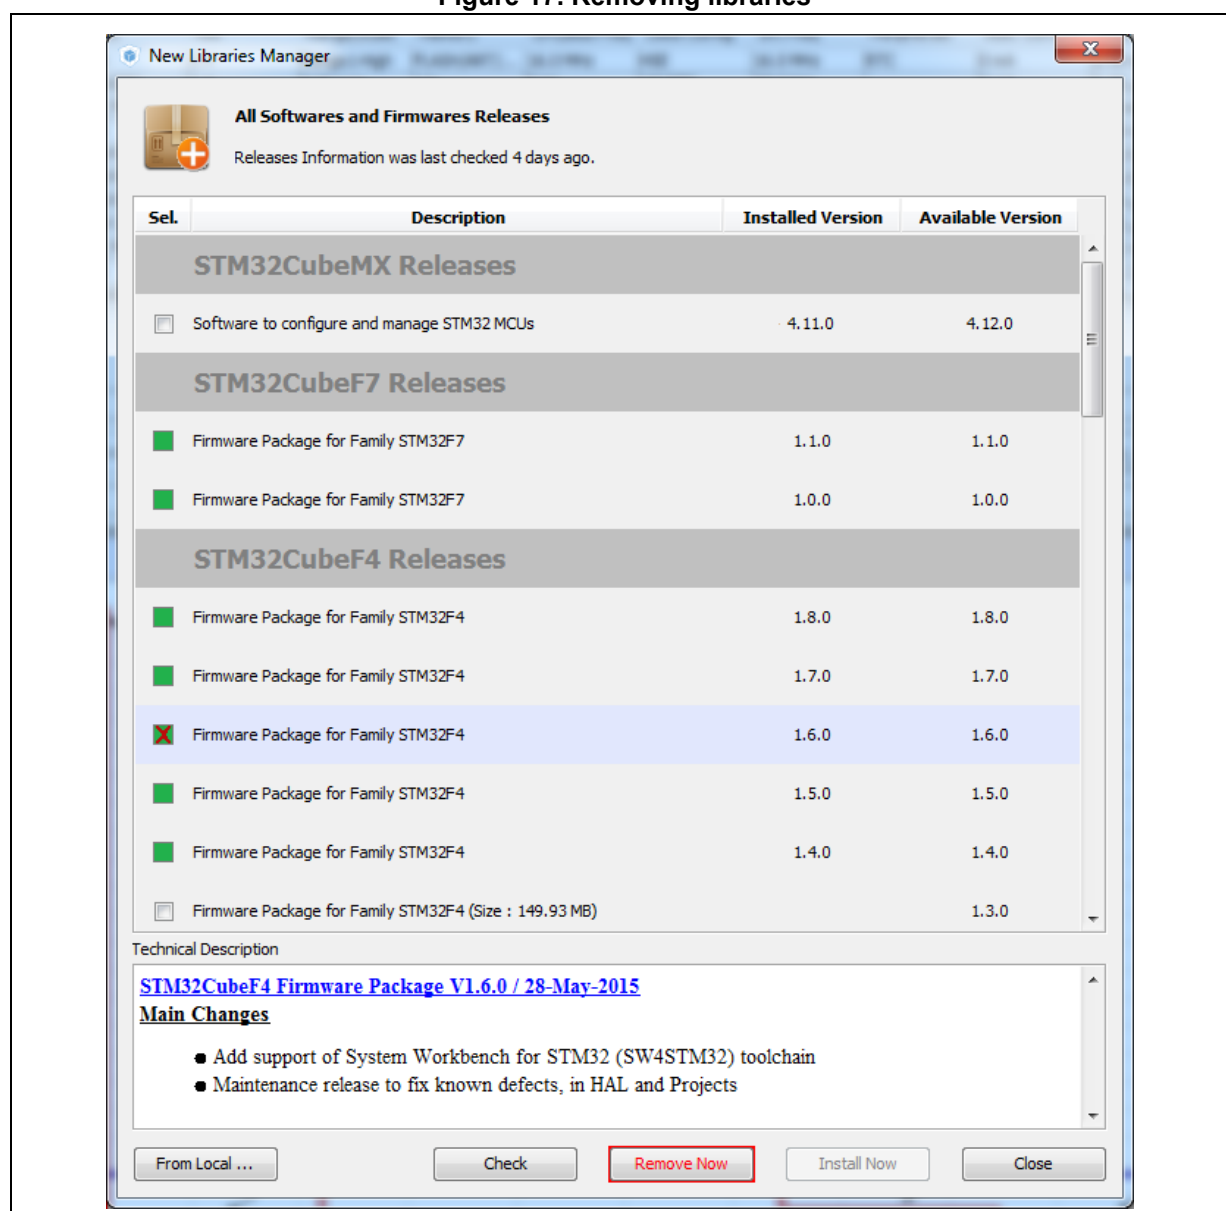 Figure 17. Removing libraries
New Libraries Manager
All Softwares and Firmwares Releases
Releases Information was last checked 4 days ago.
Sel. Description Installed Version Available Version
STM32CubeMX Releases
Software to configure and manage STM32 MCUs 4.11.0 4.12.0
STM32CubeF7 Releases
Firmware Package for Family STM32F7 1.1.0 1.1.0
Firmware Package for Family STM32F7 1.0.0 1.0.0
STM32CubeF4 Releases
Firmware Package for Family STM32F4 1.8.0 1.8.0
Firmware Package for Family STM32F4 1.7.0 1.7.0
Firmware Package for Family STM32F4 1.6.0 1.6.0
Firmware Package for Family STM32F4 1.5.0 1.5.0
Firmware Package for Family STM32F4 1.4.0 1.4.0
Firmware Package for Family STM32F4 (Size : 149.93 MB) 1.3.0
Technical Description
STM32CubeF4 Firmware Package V1.6.0 / 28-May-2015
Main Changes
● Add support of System Workbench for STM32 (SW4STM32) toolchain
● Maintenance release to fix known defects, in HAL and Projects
From Local ... Check Remove Now Install Now Close